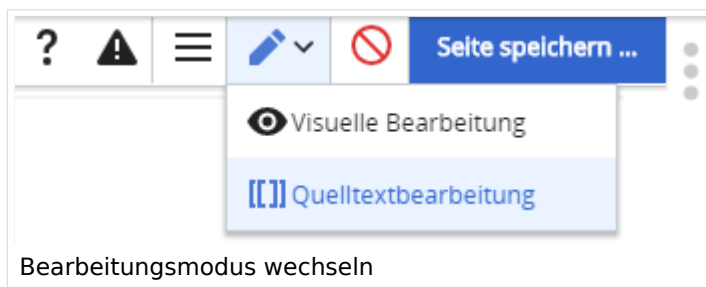 ? Seite speichern ...
Visuelle Bearbeitung
[[]] Quelltextbearbeitung
Bearbeitungsmodus wechseln